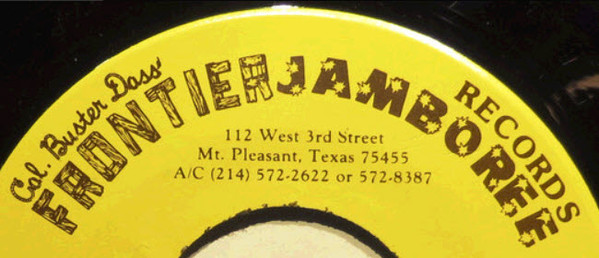 Col. Buster Doss'
FRONTIER JAMBOREE
RECORDS
112 West 3rd Street
Mt. Pleasant, Texas 75455
A/C (214) 572-2622 or 572-8387